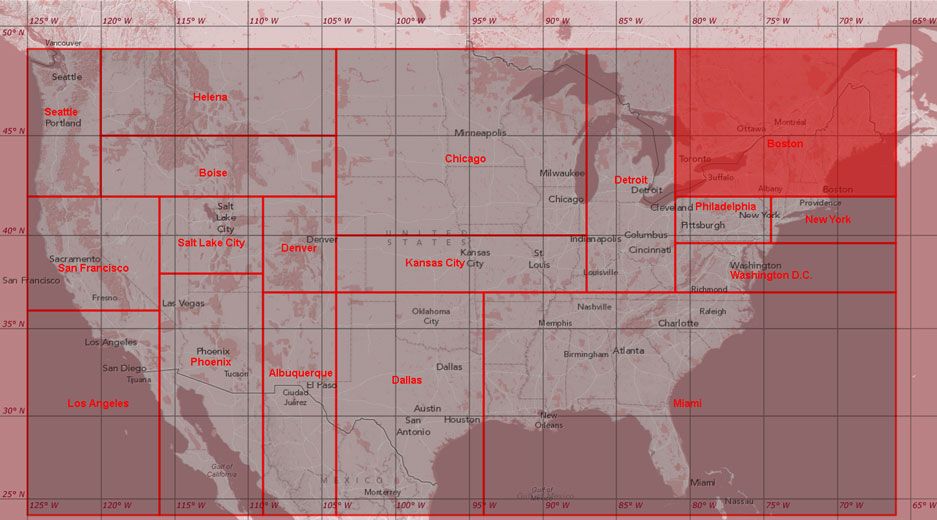 125° W 120° W 115° W 110° W 105° W 100° W 95° W 90° W 85° W 80° W 75° W 70° W 65° W
50° N
Vancouver
Seattle
Helena
Seattle
Portland
Ottawa Montréal
45° N
Minneapolis
Boston
Chicago
Toronto
Milwaukee
Boise
Detroit
Buffalo
Detroit
Albany Boston
Chicago
Providence
Salt
Lake
City
Cleveland
Philadelphia
New York
New York
Pittsburgh
40° N
UNITED
STATES
Denver
Indianapolis
Columbus
Salt Lake City
Denver
Cincinnati
Sacramento
San Francisco
Kansas City
Kansas
City
St
Louis
Washington
Washington D.C.
Louisville
San Francisco
Richmond
Fresno
Las Vegas
Nashville
Oklahoma
City
Raleigh
35° N
Memphis
Charlotte
Los Angeles
Phoenix
Phoenix
Birmingham
Atlanta
San Diego
Tijuana
Tucson
Albuquerque
Dallas
Dallas
El Paso
Ciudad
Juárez
Los Angeles
Austin
Miami
30° N
San
Antonio
Houston
New
Orleans
Gulf of
California
MEXICO
Monterrey
Miami
25° N
Nassau
125° W 120° W 115° W 110° W 105° W 100° W 95° W 90° W 85° W 80° W 75° W 70° W 65° W